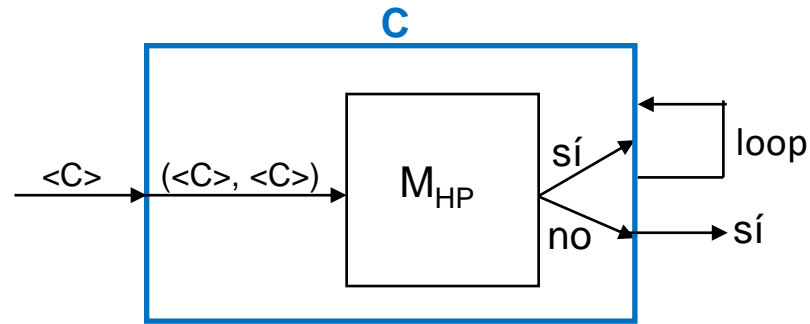 C
<C>
(<C>, <C>)
M_HP
sí
no
loop
sí